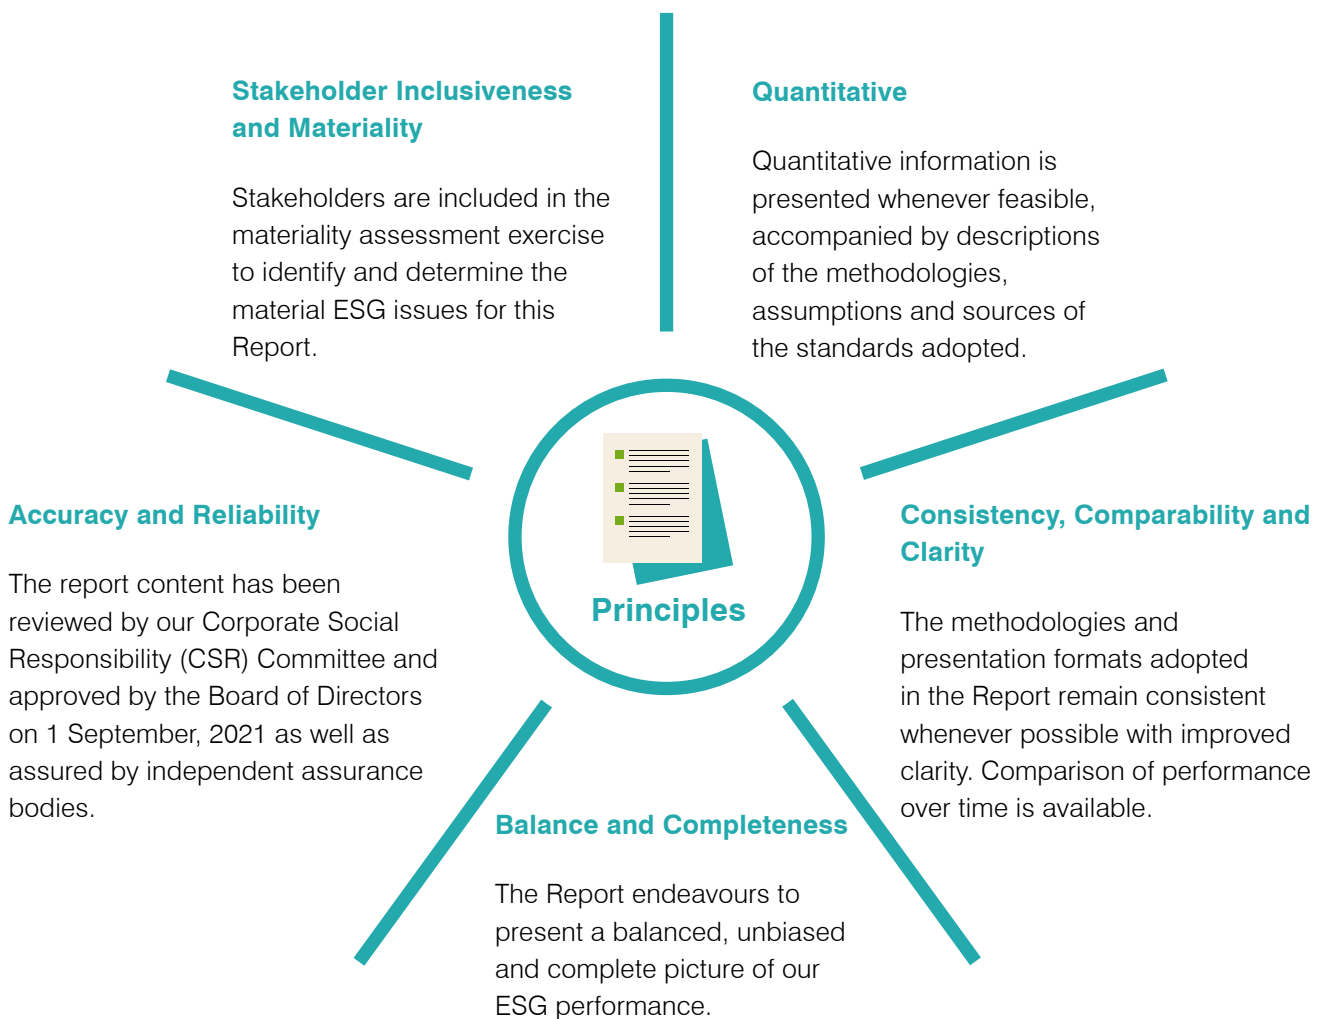 Stakeholder Inclusiveness
and Materiality
Stakeholders are included in the
materiality assessment exercise
to identify and determine the
material ESG issues for this
Report.
Quantitative
Quantitative information is
presented whenever feasible,
accompanied by descriptions
of the methodologies,
assumptions and sources of
the standards adopted.
Principles
Accuracy and Reliability
The report content has been
reviewed by our Corporate Social
Responsibility (CSR) Committee and
approved by the Board of Directors
on 1 September, 2021 as well as
assured by independent assurance
bodies.
Consistency, Comparability and
Clarity
The methodologies and
presentation formats adopted
in the Report remain consistent
whenever possible with improved
clarity. Comparison of performance
over time is available.
Balance and Completeness
The Report endeavours to
present a balanced, unbiased
and complete picture of our
ESG performance.